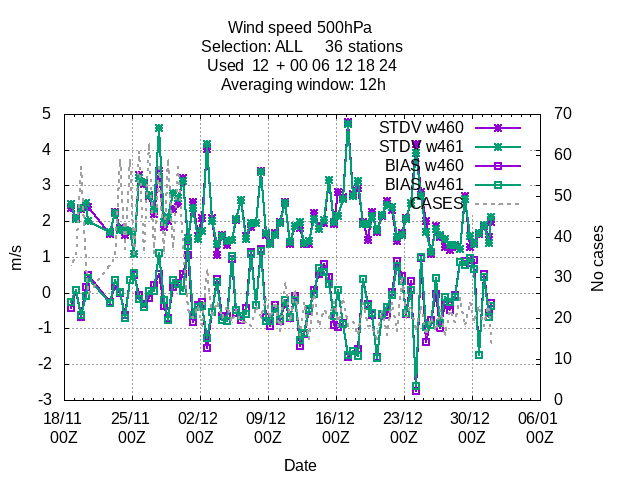 Wind speed 500hPa
Selection: ALL 36 stations
Used 12 + 00 06 12 18 24
Averaging window: 12h
5
4
3
2
1
0
-1
-2
-3
m/s
70
60
50
40
30
20
10
0
No cases
STDV w460
STDV w461
BIAS w460
BIAS w461
CASES
18/11 25/11 02/12 09/12 16/12 23/12 30/12 06/01
00Z 00Z 00Z 00Z 00Z 00Z 00Z 00Z
Date